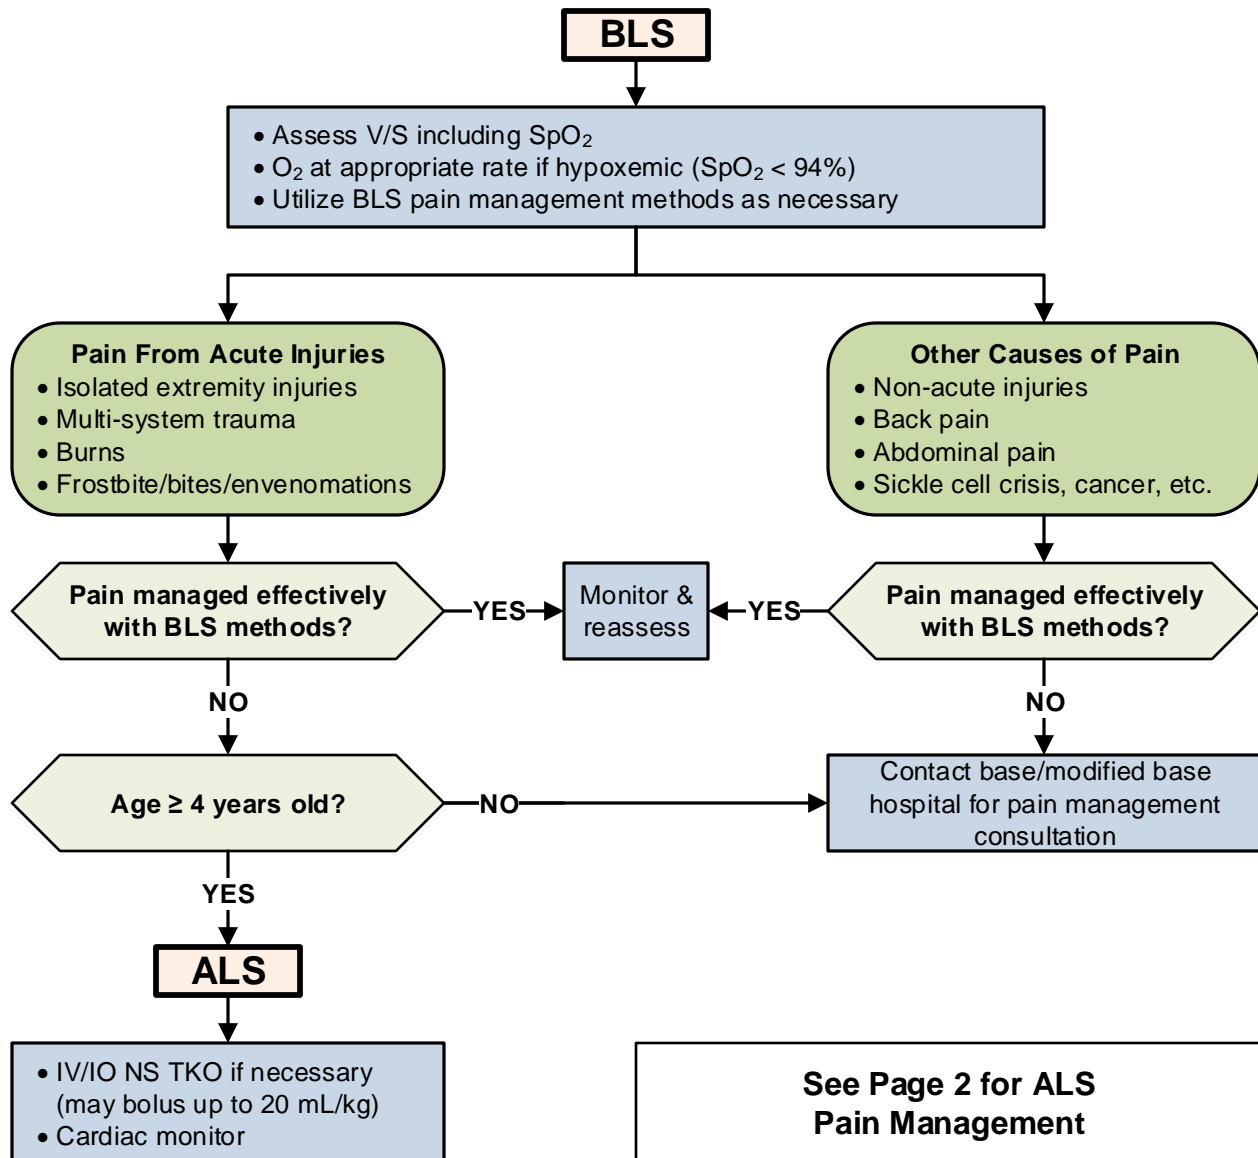 BLS
• Assess V/S including SpO₂
• O₂ at appropriate rate if hypoxemic (SpO₂ < 94%)
• Utilize BLS pain management methods as necessary
Pain From Acute Injuries
• Isolated extremity injuries
• Multi-system trauma
• Burns
• Frostbite/bites/envenomations
Other Causes of Pain
• Non-acute injuries
• Back pain
• Abdominal pain
• Sickle cell crisis, cancer, etc.
Pain managed effectively
with BLS methods?
YES
Monitor &
reassess
YES
Pain managed effectively
with BLS methods?
NO
NO
Age ≥ 4 years old?
NO
Contact base/modified base
hospital for pain management
consultation
YES
ALS
• IV/IO NS TKO if necessary
(may bolus up to 20 mL/kg)
• Cardiac monitor
See Page 2 for ALS
Pain Management